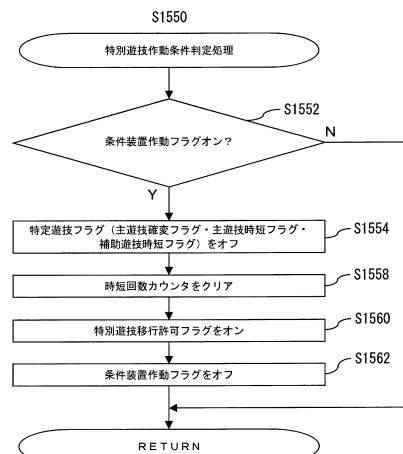 S1550
特別遊技作動条件判定処理
S1552
条件装置作動フラグオン？
N
Y
特定遊技フラグ（主遊技確変フラグ・主遊技時短フラグ・
補助遊技時短フラグ）をオフ
S1554
時短回数カウンタをクリア
S1558
特別遊技移行許可フラグをオン
S1560
条件装置作動フラグをオフ
S1562
ＲＥＴＵＲＮ